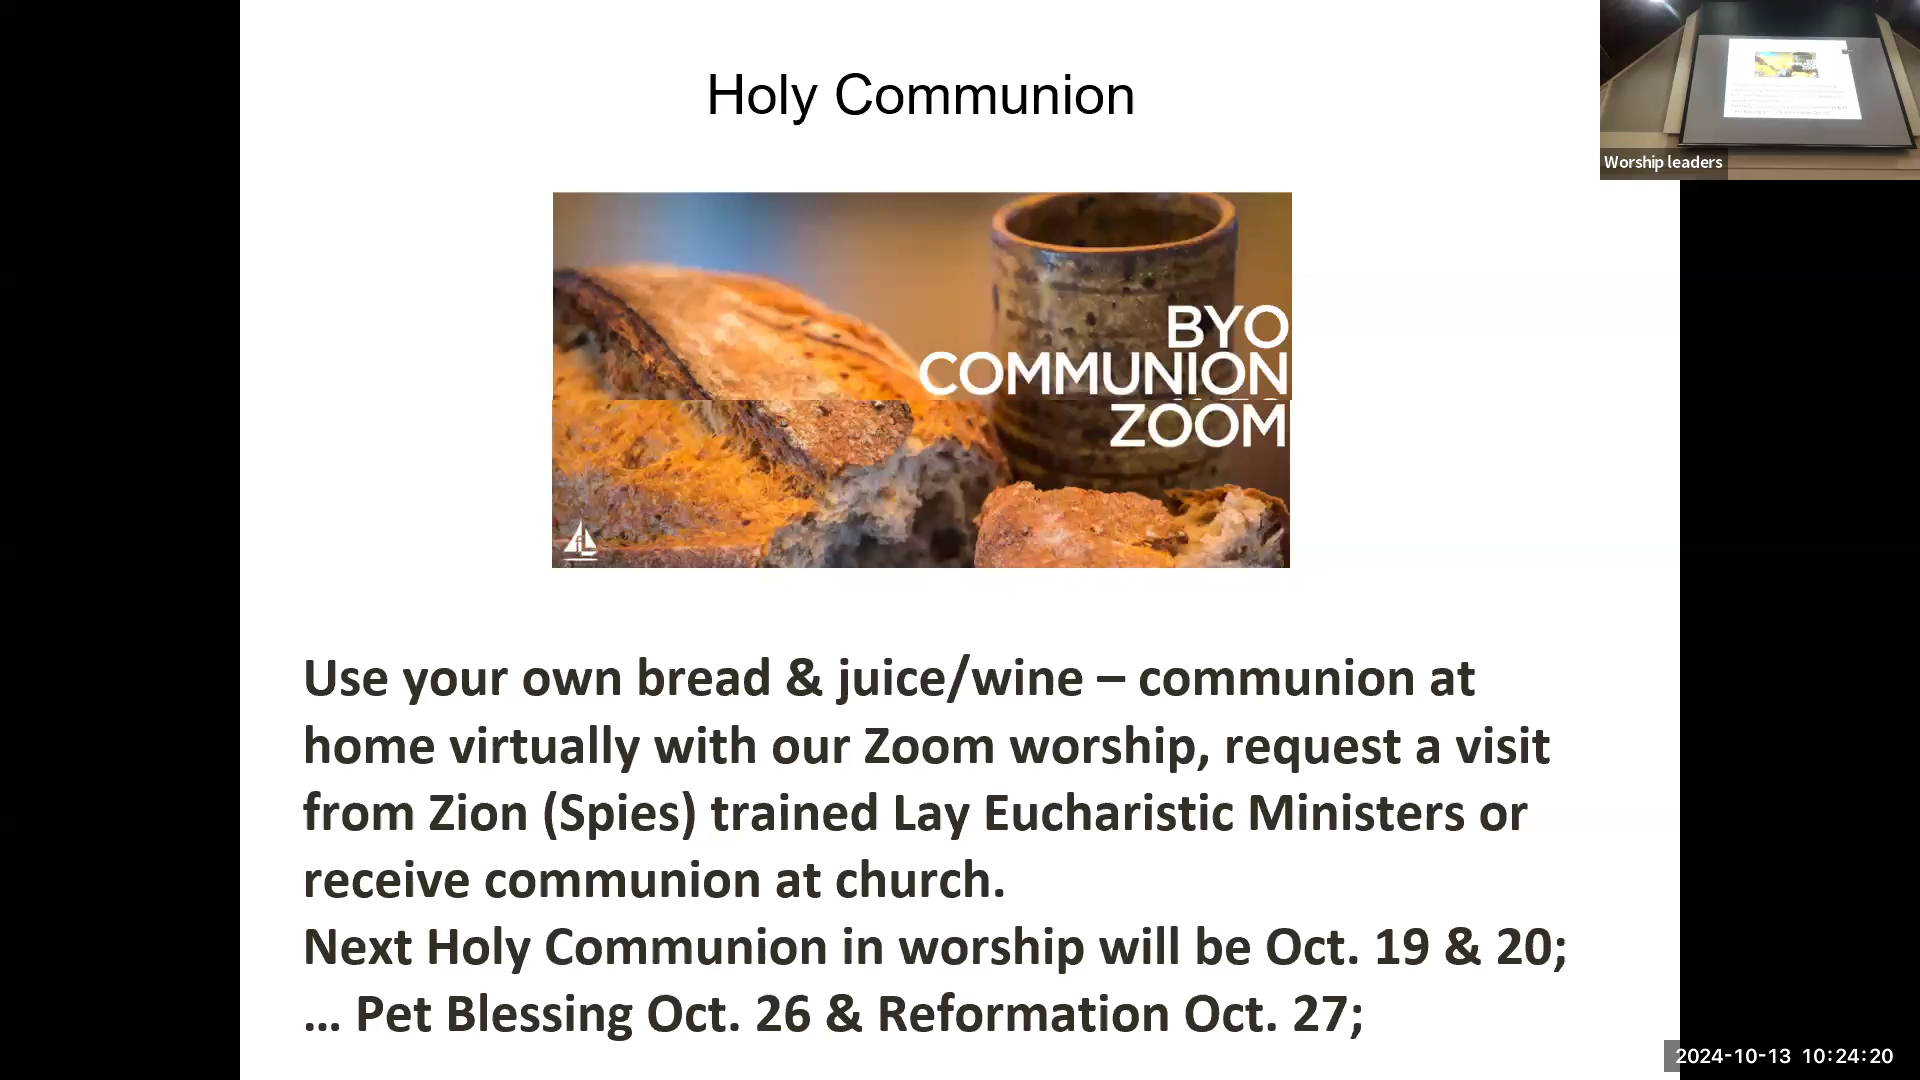 Holy Communion
Worship leaders
BYO
COMMUNION
ZOOM
Use your own bread & juice/wine – communion at
home virtually with our Zoom worship, request a visit
from Zion (Spies) trained Lay Eucharistic Ministers or
receive communion at church.
Next Holy Communion in worship will be Oct. 19 & 20;
... Pet Blessing Oct. 26 & Reformation Oct. 27;
2024-10-13 10:24:20